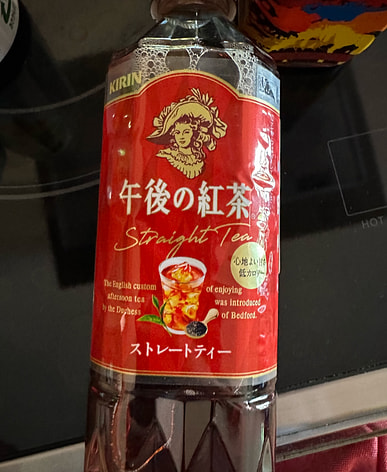 KIRIN
午後の紅茶
Straight Tea
心地よい
低カロリー
The English custom of enjoying
afternoon tea was introduced
by the Duchess of Bedford.
ストレートティー
HOT